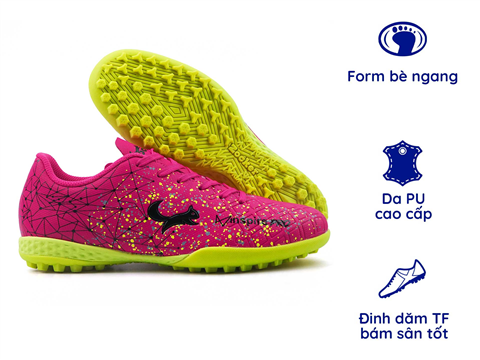 Form bè ngang
Da PU
cao cấp
Đinh dăm TF
bám sân tốt